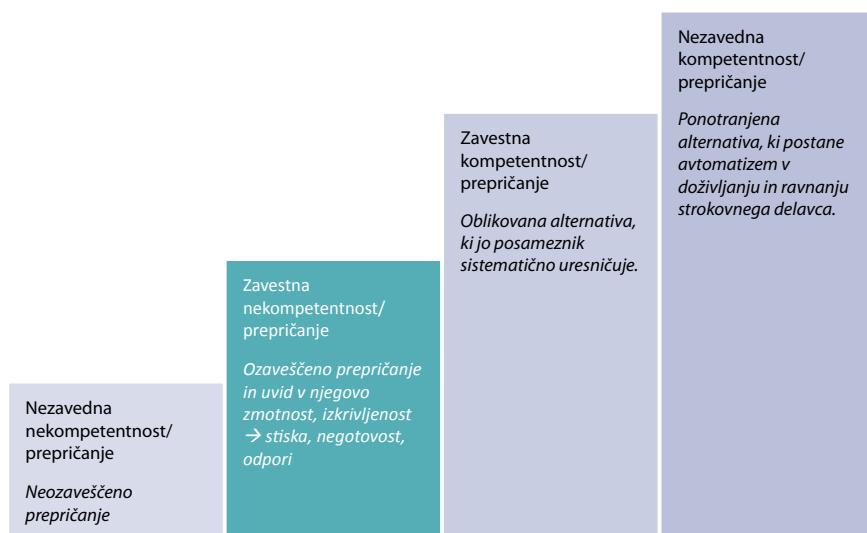 Nezavedna
nekompetentnost/
prepričanje
Neozaveščeno
prepričanje
Zavestna
nekompetentnost/
prepričanje
Ozaveščeno prepričanje
in uvid v njegovo
zmotnost, izkrivljenost
→ stiska, negotovost,
odpori
Zavestna
kompetentnost/
prepričanje
Oblikovana alternativa,
ki jo posameznik
sistematično uresničuje.
Nezavedna
kompetentnost/
prepričanje
Ponotranjena
alternativa, ki postane
avtomatizem v
doživljanju in ravnanju
strokovnega delavca.